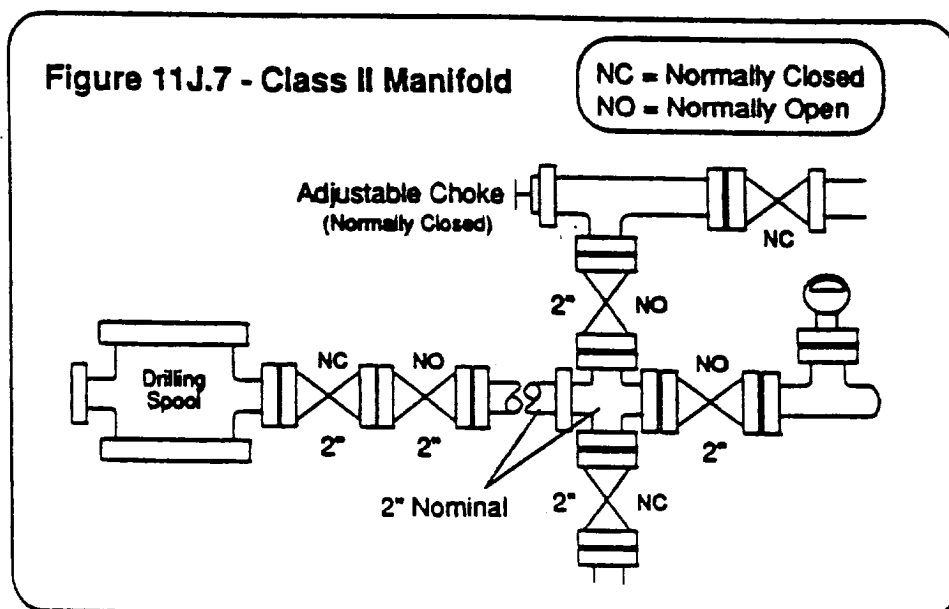 Figure 11J.7 - Class II Manifold
NC = Normally Closed
NO = Normally Open
Adjustable Choke
(Normally Closed)
NC
2" NO
Drilling
Spool
NC NO
2" 2"
NO
2"
2" Nominal
2" NC